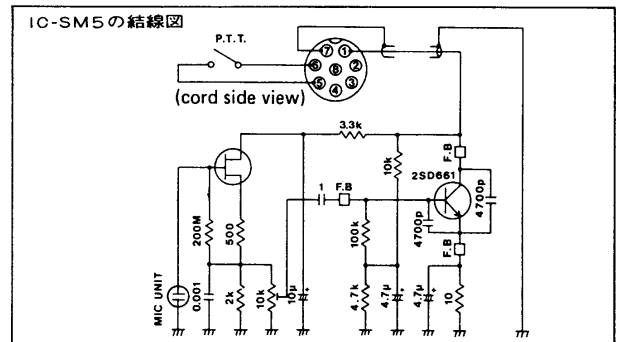 IC-SM5の結線図
P.T.T.
7 1
6 8 2
5 4 3
(cord side view)
3.3k
F.B
10k
2SD661
1
F.B
4700p
4700p
200M
500
100k
F.B
MIC UNIT
0.001
2k
10k
10μ
+
4.7k
4.7μ
+
4.7μ
+
10